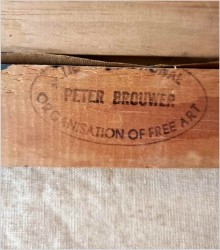 PETER BROUWER
ORGANISATION OF FREE ART